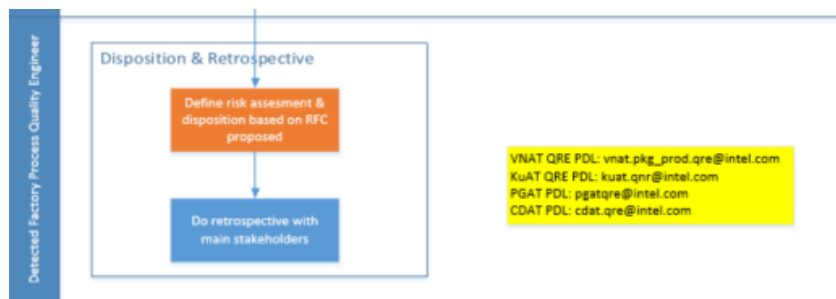 Detected Factory Process Quality Engineer
Disposition & Retrospective
Define risk assesment &
disposition based on RFC
proposed
Do retrospective with
main stakeholders
VNAT QRE PDL: vnat.pkg_prod.qre@intel.com
KuAT QRE PDL: kuat.qnr@intel.com
PGAT PDL: pgatqre@intel.com
CDAT PDL: cdat.qre@intel.com